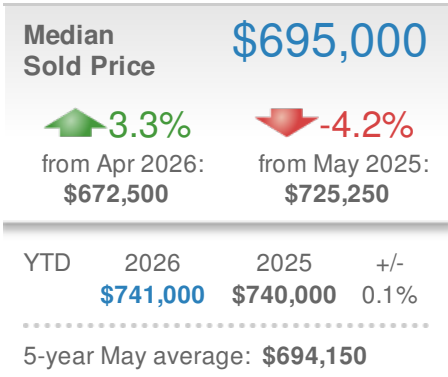 Median $695,000
Sold Price
3.3% -4.2%
from Apr 2026: from May 2025:
$672,500 $725,250
YTD 2026 2025 +/-
$741,000 $740,000 0.1%
5-year May average: $694,150